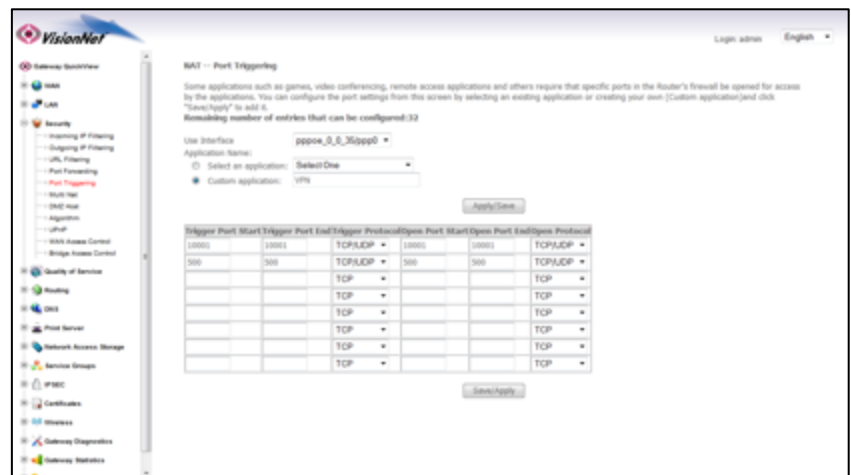 VisionNet
Login: admin English
Gateway QuickView
WAN
LAN
Security
Incoming IP Filtering
Outgoing IP Filtering
URL Filtering
Port Forwarding
Port Triggering
Multi Nat
DMZ Host
Algorithm
UPnP
WAN Access Control
Bridge Access Control
Quality of Service
Routing
DNS
Print Server
Network Access Storage
Service Groups
IPSEC
Certificates
Wireless
Gateway Diagnostics
Gateway Statistics
NAT -- Port Triggering
Some applications such as games, video conferencing, remote access applications and others require that specific ports in the Router's firewall be opened for access
by the applications. You can configure the port settings from this screen by selecting an existing application or creating your own (Custom application)and click
"Save/Apply" to add it.
Remaining number of entries that can be configured:32
Use Interface pppoe_0_0_35/ppp0
Application Name:
Select an application: Select One
Custom application: VPN
Apply/Save
Trigger Port Start Trigger Port End Trigger Protocol Open Port Start Open Port End Open Protocol
10001 10001 TCP/UDP 10001 10001 TCP/UDP
500 500 TCP/UDP 500 500 TCP/UDP
TCP TCP
TCP TCP
TCP TCP
TCP TCP
TCP TCP
TCP TCP
Save/Apply